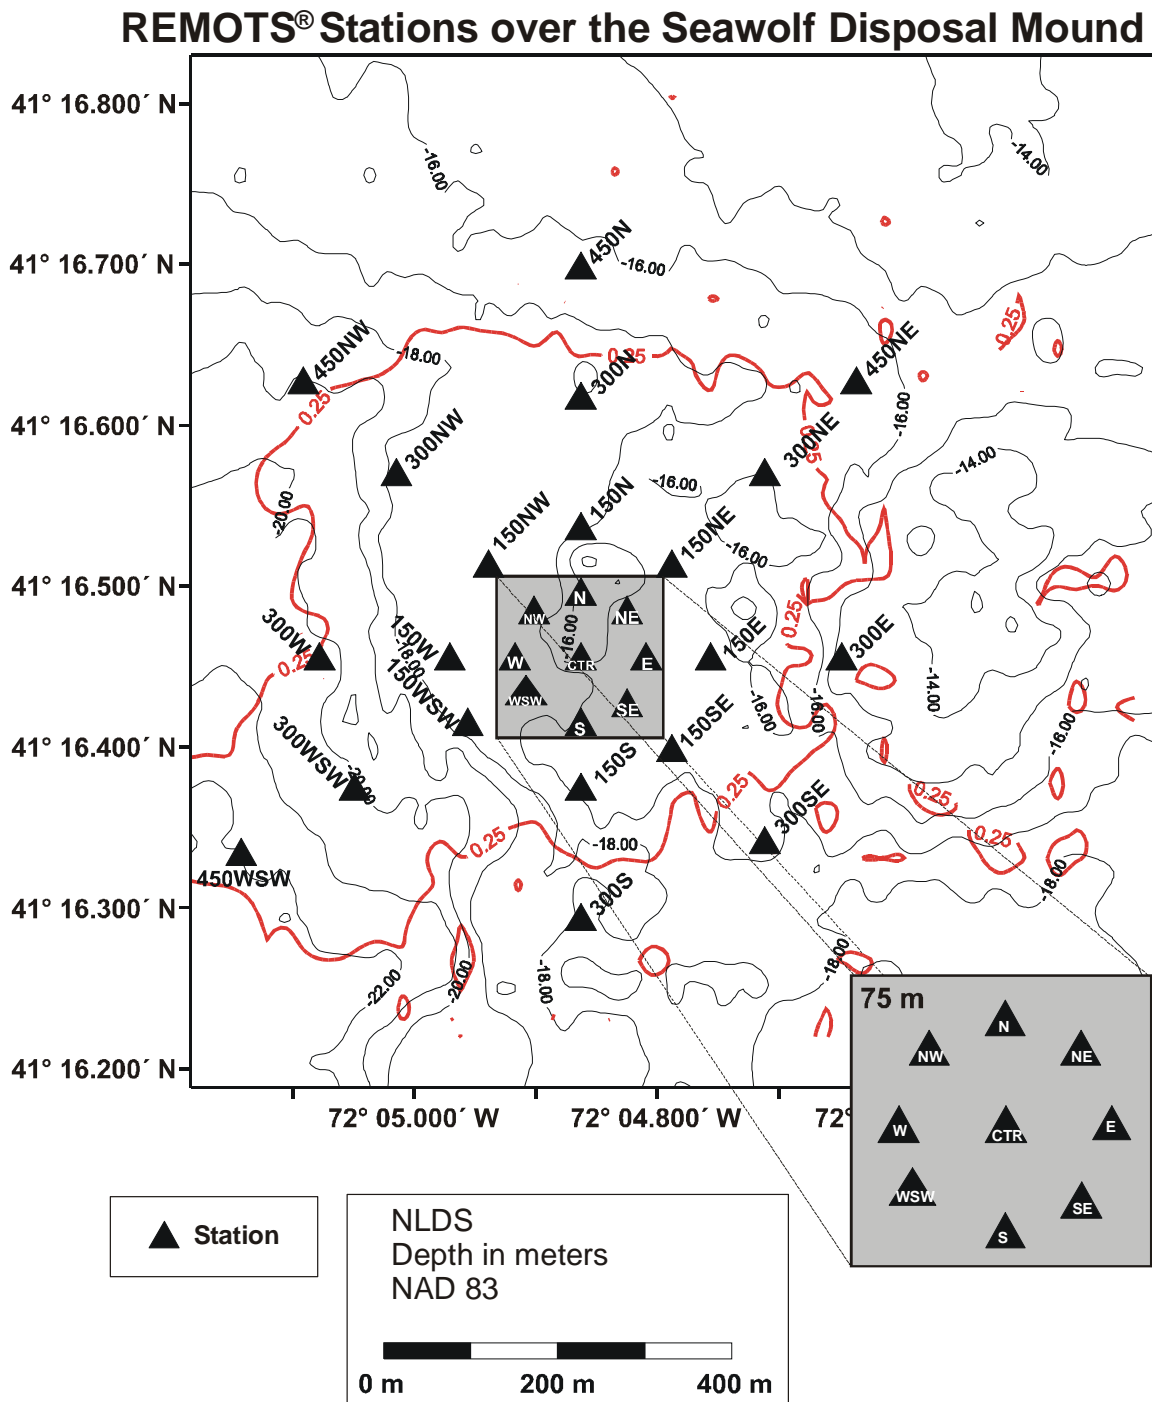 REMOTS® Stations over the Seawolf Disposal Mound
41° 16.800´ N
-16.00
-14.00
450N
41° 16.700´ N
-16.00
0.25
450NW
-18.00
0.25
300N
450NE
0.25
-16.00
41° 16.600´ N
300NW
300NE
0.25
-14.00
-20.00
-16.00
150NW
150N
150NE
-16.00
41° 16.500´ N
N
NW
NE
-16.00
0.25
300W
0.25
150W
-18.00
W
CTR
E
150E
300E
-14.00
150WSW
WSW
SE
S
-16.00
-16.00
150SE
-16.00
41° 16.400´ N
300WSW
-20.00
150S
0.25
0.25
300SE
0.25
0.25
-18.00
450WSW
-18.00
41° 16.300´ N
300S
-22.00
-20.00
-18.00
-18.00
41° 16.200´ N
72° 05.000´ W
72° 04.800´ W
72°
75 m
N
NW
NE
W
CTR
E
WSW
SE
S
Station
NLDS
Depth in meters
NAD 83
0 m
200 m
400 m